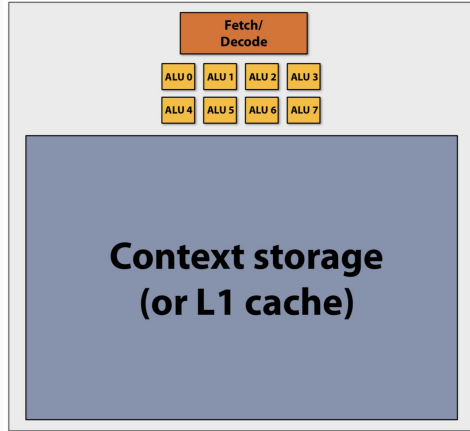 Fetch/
Decode
ALU 0 ALU 1 ALU 2 ALU 3
ALU 4 ALU 5 ALU 6 ALU 7
Context storage
(or L1 cache)